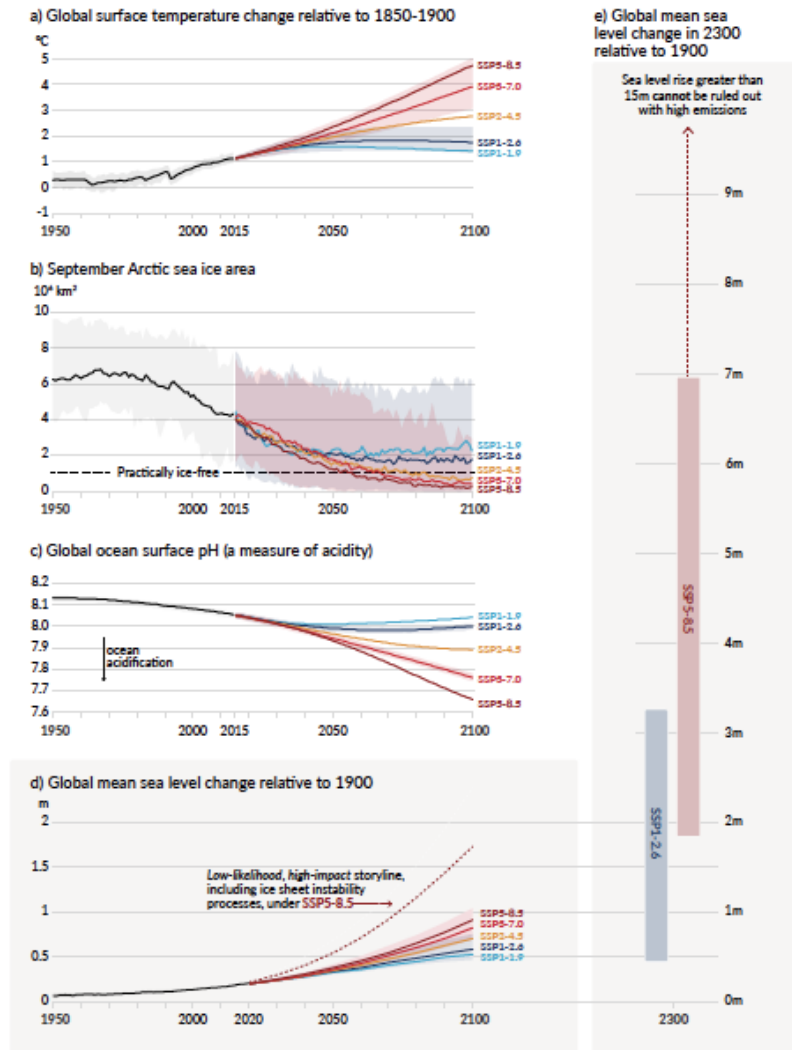 a) Global surface temperature change relative to 1850-1900
°C
5
4
3
2
1
0
-1
SSP5-8.5
SSP3-7.0
SSP2-4.5
SSP1-2.6
SSP1-1.9
1950
2000
2015
2050
2100
b) September Arctic sea ice area
10⁶ km²
10
8
6
4
2
0
Practically ice-free
SSP1-1.9
SSP1-2.6
SSP2-4.5
SSP3-7.0
SSP5-8.5
1950
2000
2015
2050
2100
c) Global ocean surface pH (a measure of acidity)
8.2
8.1
8.0
7.9
7.8
7.7
7.6
ocean
acidification
SSP1-1.9
SSP1-2.6
SSP2-4.5
SSP3-7.0
SSP5-8.5
1950
2000
2015
2050
2100
d) Global mean sea level change relative to 1900
m
2
1.5
1
0.5
0
Low-likelihood, high-impact storyline,
including ice sheet instability
processes, under SSP5-8.5
SSP5-8.5
SSP3-7.0
SSP2-4.5
SSP1-2.6
SSP1-1.9
1950
2000
2020
2050
2100
e) Global mean sea
level change in 2300
relative to 1900
Sea level rise greater than
15m cannot be ruled out
with high emissions
9m
8m
7m
6m
5m
4m
3m
2m
1m
0m
SSP5-8.5
SSP1-2.6
2300